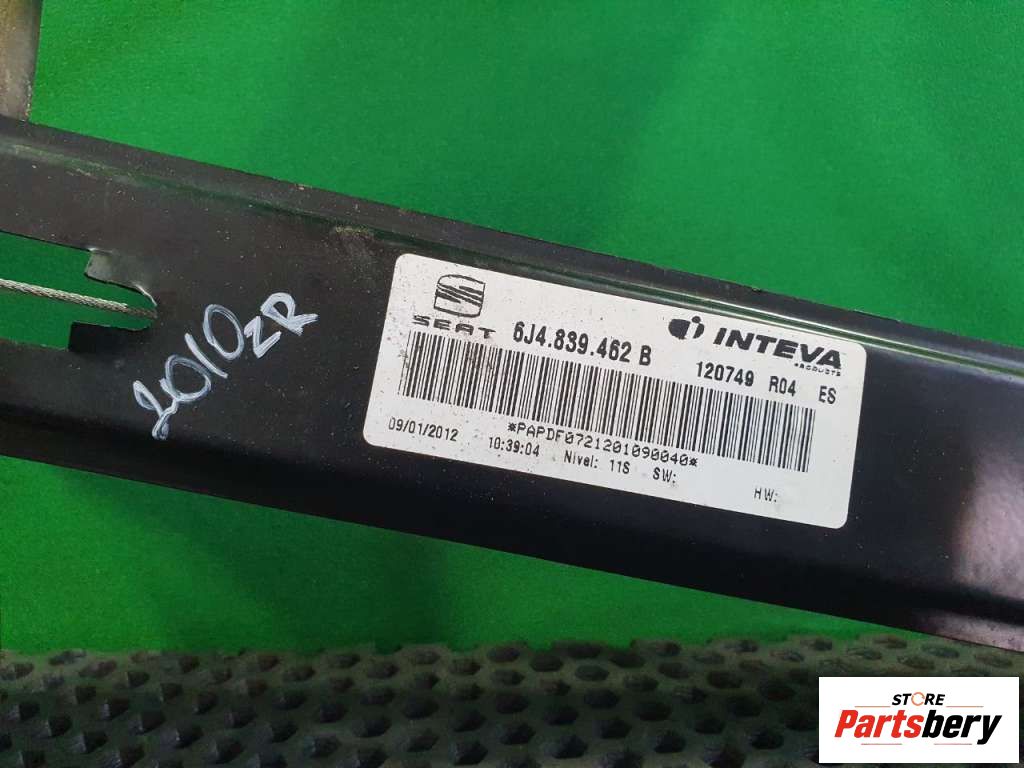 SEAT
6J4.839.462 B
INTEVA
PRODUCTS
120749 R04 ES
*PAPDF0721201090040*
09/01/2012 10:39:04 Nivel: 11S SW: HW:
2010ZR
STORE
Partsbery